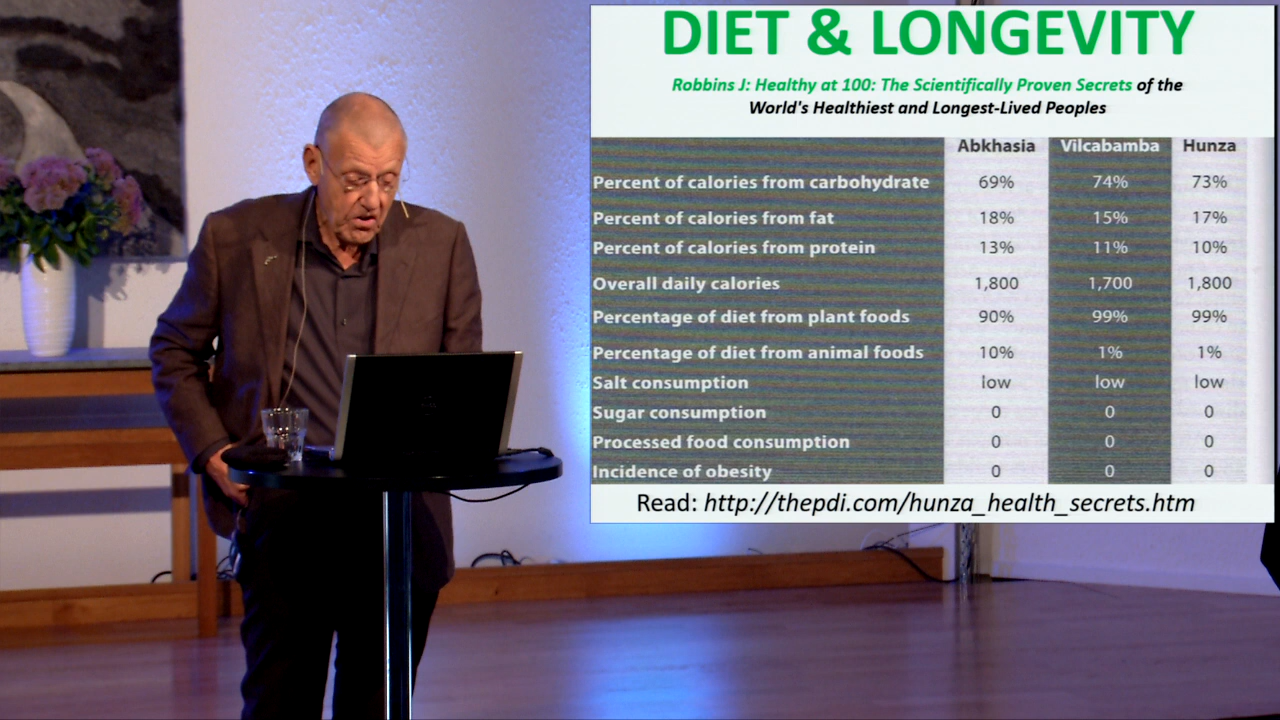 DIET & LONGEVITY
Robbins J: Healthy at 100: The Scientifically Proven Secrets of the
World's Healthiest and Longest-Lived Peoples
Abkhasia Vilcabamba Hunza
Percent of calories from carbohydrate 69% 74% 73%
Percent of calories from fat 18% 15% 17%
Percent of calories from protein 13% 11% 10%
Overall daily calories 1,800 1,700 1,800
Percentage of diet from plant foods 90% 99% 99%
Percentage of diet from animal foods 10% 1% 1%
Salt consumption low low low
Sugar consumption 0 0 0
Processed food consumption 0 0 0
Incidence of obesity 0 0 0
Read: http://thepdi.com/hunza_health_secrets.htm